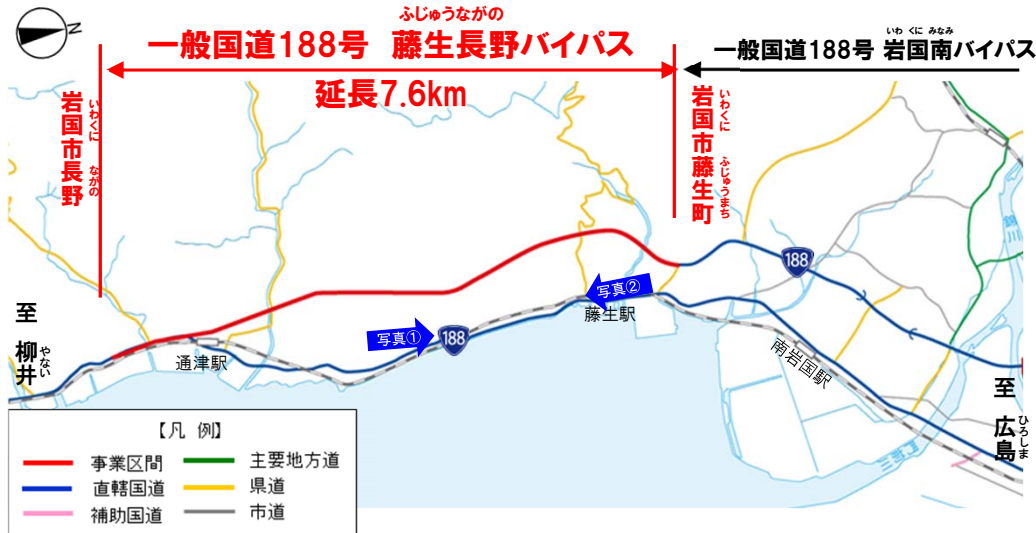 N
ふじゅうながの
一般国道188号 藤生長野バイパス
延長7.6km
いわくにみなみ
一般国道188号 岩国南バイパス
いわくに ながの
岩国市長野
いわくに ふじゅうまち
岩国市藤生町
188
写真②
藤生駅
写真①
188
通津駅
南岩国駅
至 柳井
やない
至 広島
ひろしま
【凡 例】
事業区間
主要地方道
直轄国道
県道
補助国道
市道